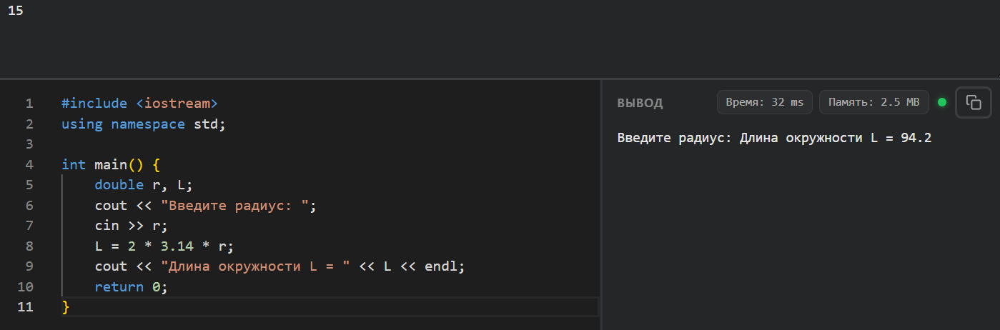 15
1 #include <iostream>
2 using namespace std;
3
4 int main() {
5 double r, L;
6 cout << "Введите радиус: ";
7 cin >> r;
8 L = 2 * 3.14 * r;
9 cout << "Длина окружности L = " << L << endl;
10 return 0;
11 }
ВЫВОД Время: 32 ms Память: 2.5 MB
Введите радиус: Длина окружности L = 94.2